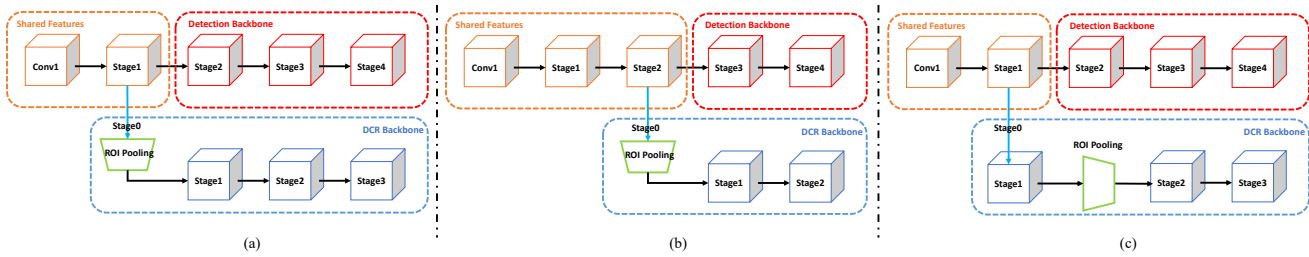 Shared Features
Detection Backbone
Conv1
Stage1
Stage2
Stage3
Stage4
Stage0
DCR Backbone
ROI Pooling
Stage1
Stage2
Stage3
(a)
Shared Features
Detection Backbone
Conv1
Stage1
Stage2
Stage3
Stage4
Stage0
DCR Backbone
ROI Pooling
Stage1
Stage2
(b)
Shared Features
Detection Backbone
Conv1
Stage1
Stage2
Stage3
Stage4
Stage0
DCR Backbone
ROI Pooling
Stage1
Stage2
Stage3
(c)